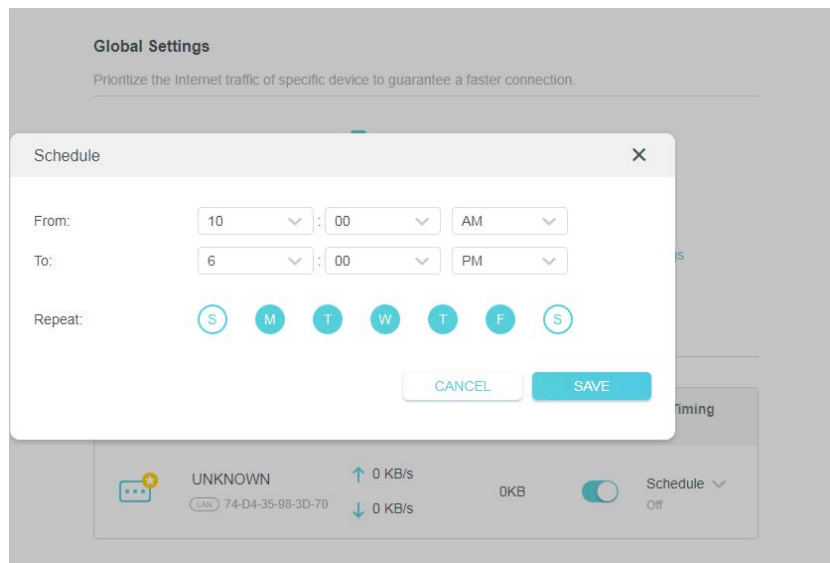 Global Settings
Prioritize the Internet traffic of specific device to guarantee a faster connection.
Schedule
From: 10 : 00 AM
To: 6 : 00 PM
Repeat: S M T W T F S
CANCEL SAVE
Timing
UNKNOWN
LAN 74-D4-35-98-3D-70
0 KB/s
0 KB/s
0KB
Schedule
Off